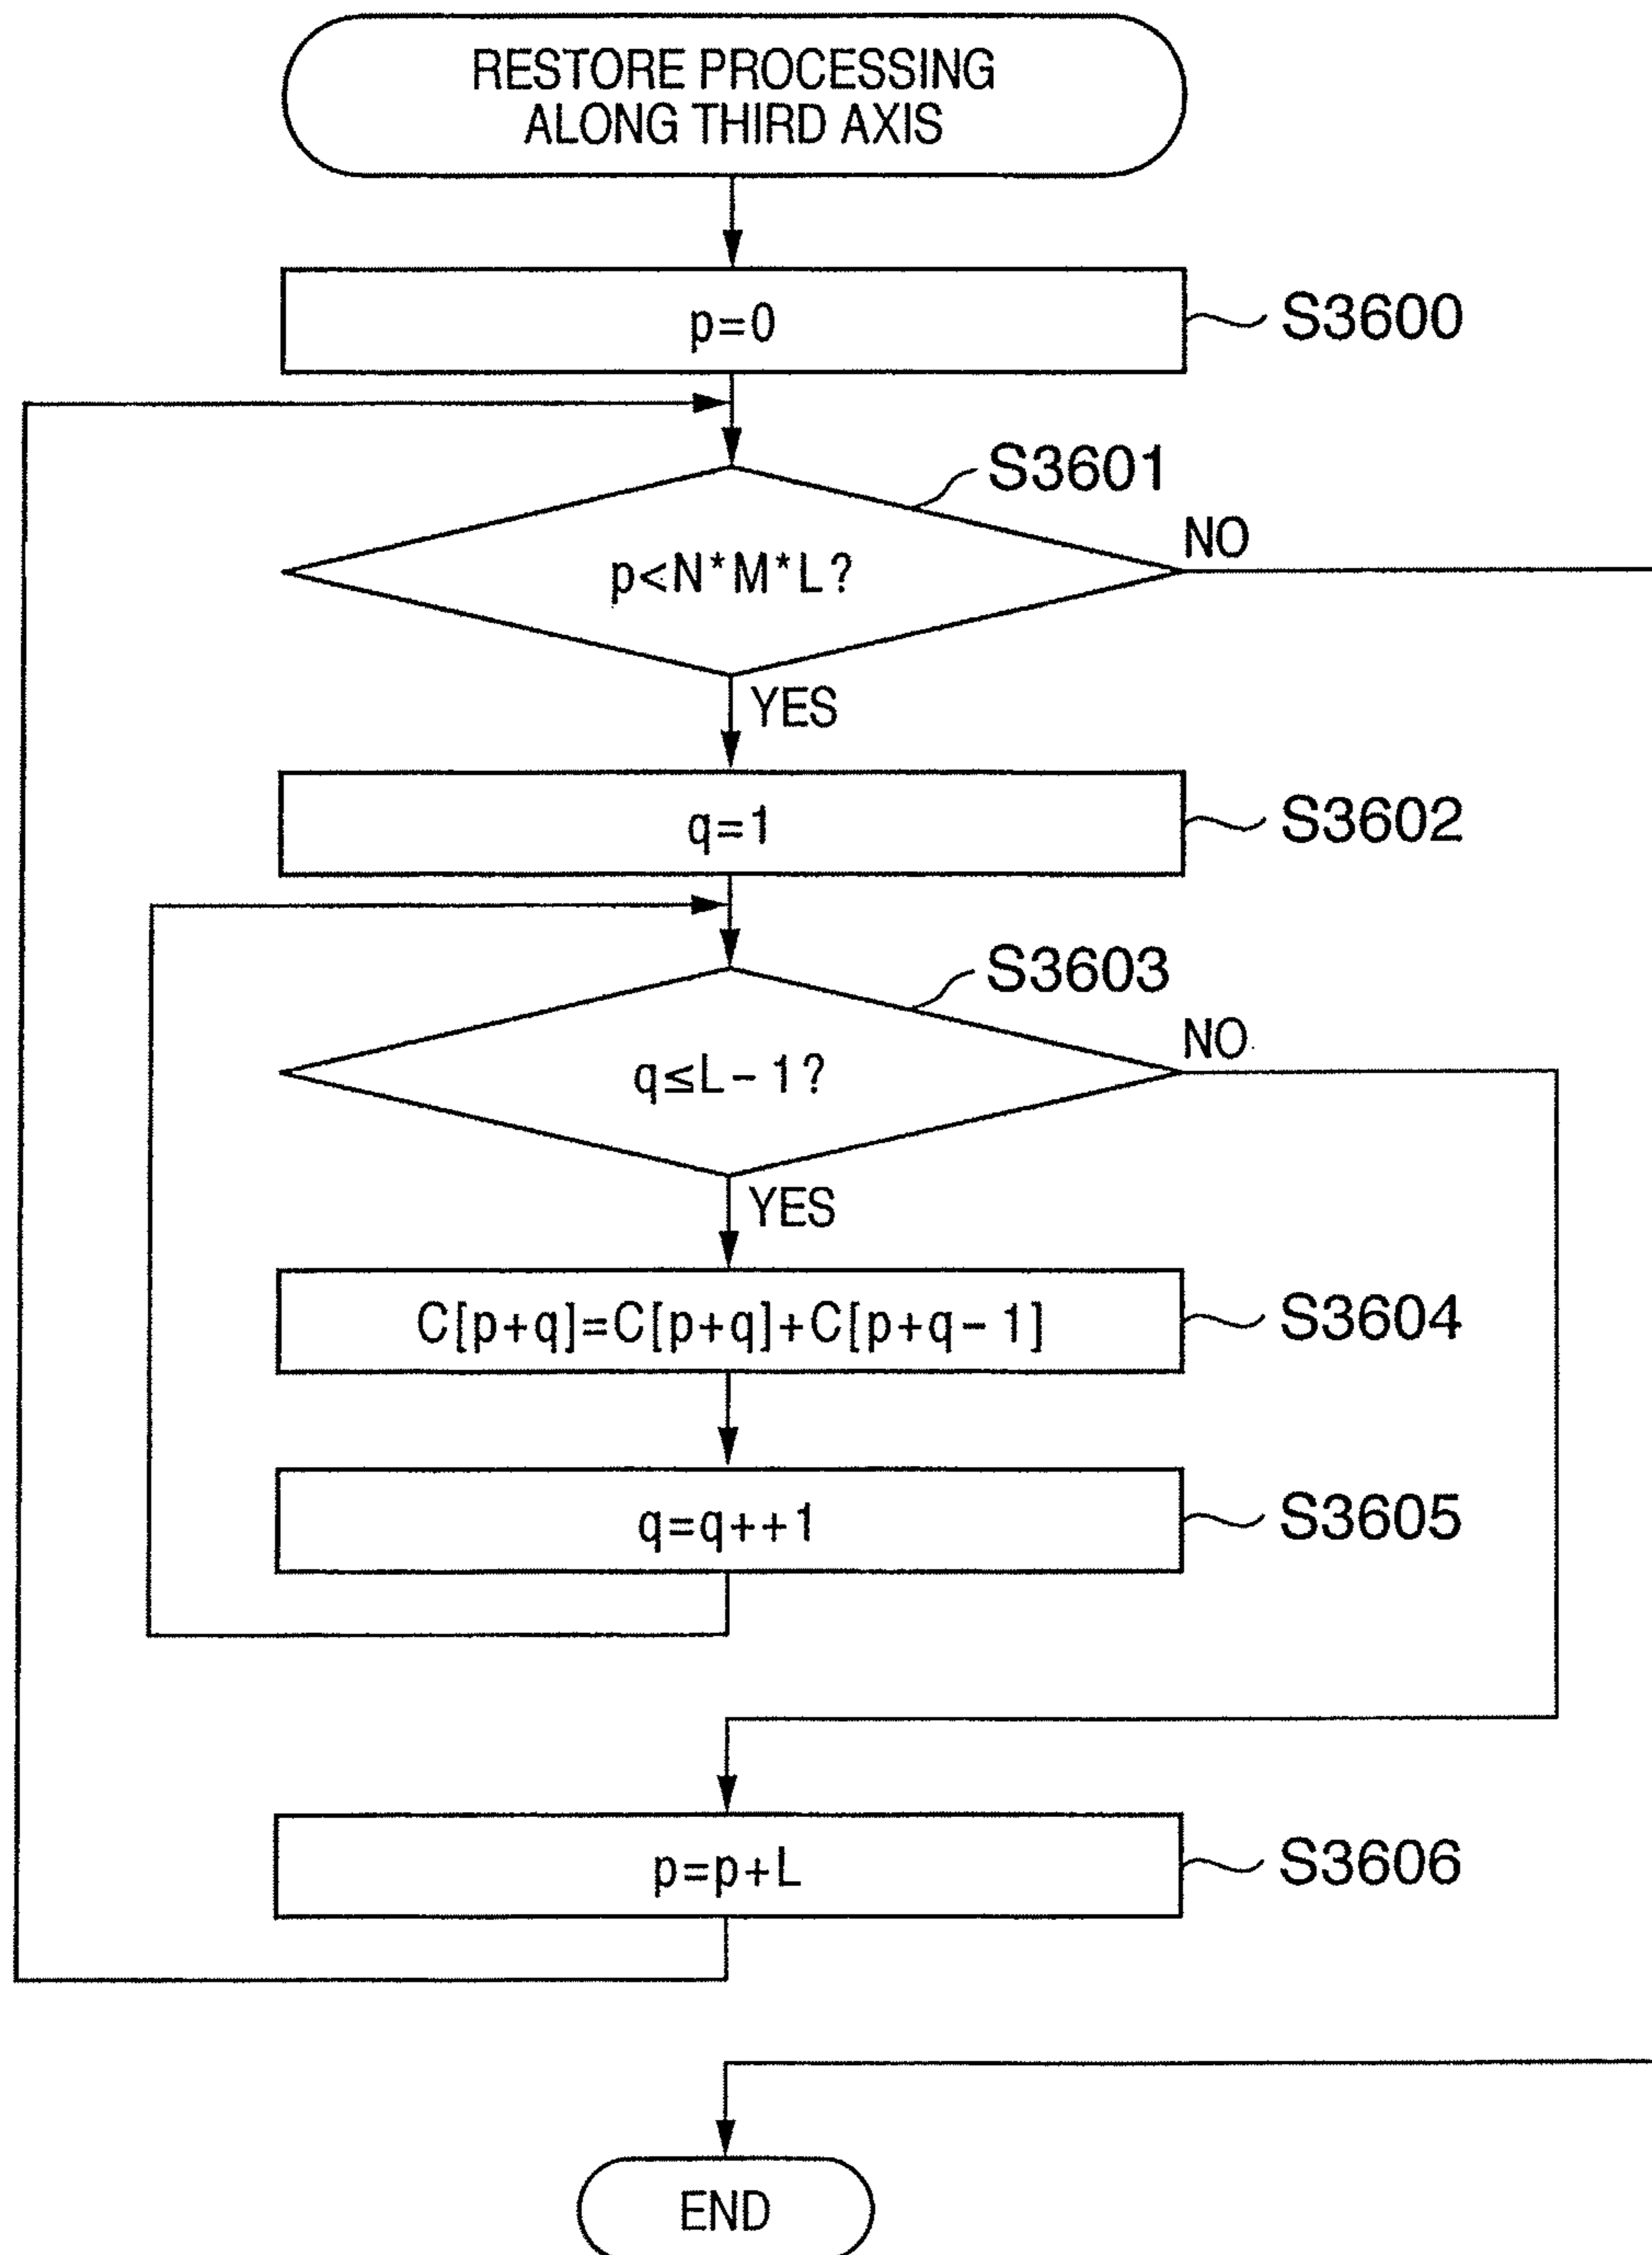 RESTORE PROCESSING
ALONG THIRD AXIS
p=0
S3600
S3601
p<N*M*L?
NO
YES
q=1
S3602
S3603
q≤L-1?
NO
YES
C[p+q]=C[p+q]+C[p+q-1]
S3604
q=q++1
S3605
p=p+L
S3606
END